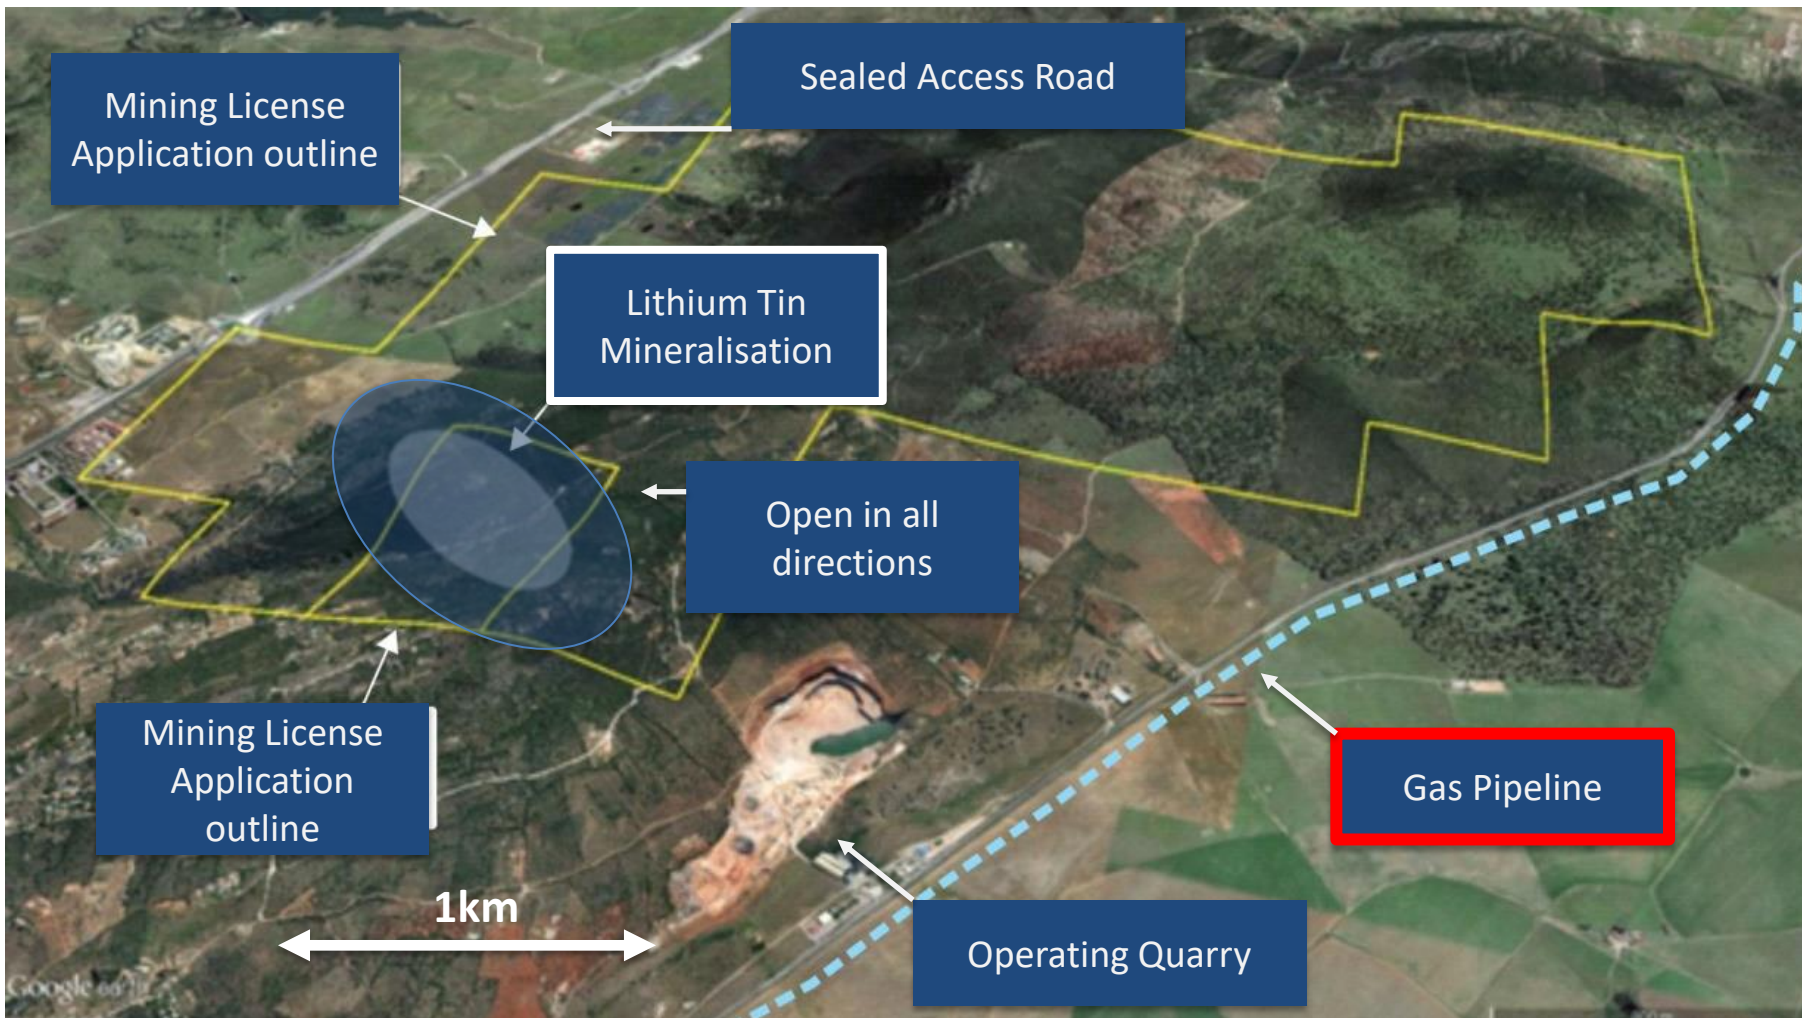 Sealed Access Road
Mining License
Application outline
Lithium Tin
Mineralisation
Open in all
directions
Mining License
Application
outline
Gas Pipeline
1km
Operating Quarry
Google